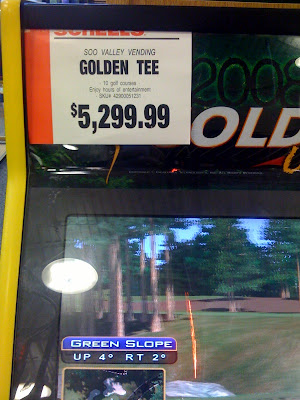 SCHEELS
SOO VALLEY VENDING
GOLDEN TEE
- 10 golf courses
Enjoy hours of entertainment
$5,299.99
2008
OLD
GREEN SLOPE
UP 4° RT 2°